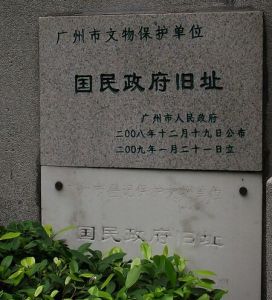 广州市文物保护单位
国民政府旧址
广州市人民政府
二〇〇八年十二月十九日公布
二〇〇九年一月二十一日立
国民政府旧址